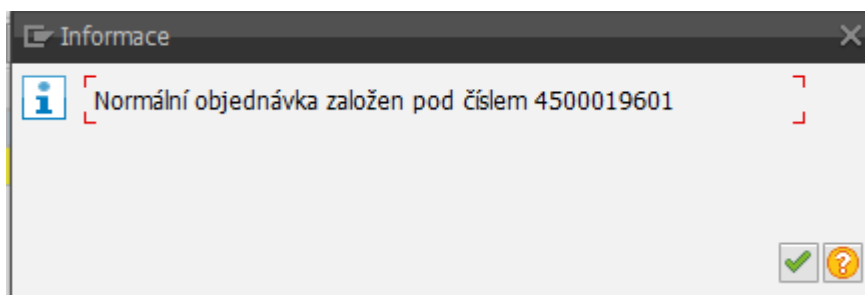 Informace
Normální objednávka založen pod číslem 4500019601